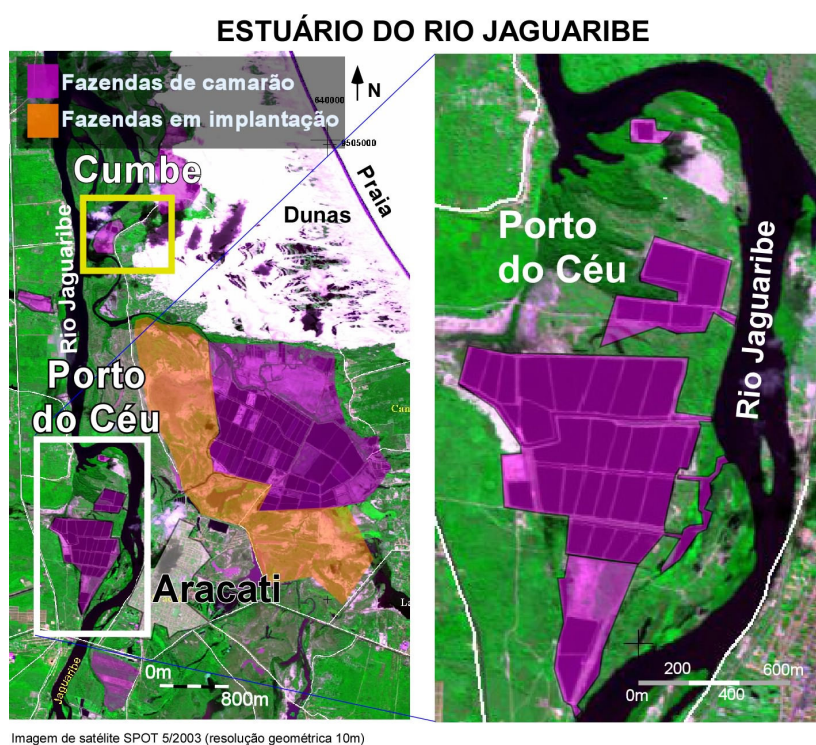 ESTUÁRIO DO RIO JAGUARIBE
Fazendas de camarão
Fazendas em implantação
N
640000
9505000
Cumbe
Praia
Dunas
Rio Jaguaribe
Porto
do Céu
Aracati
Jaguaribe
0m
800m
Porto
do Céu
Rio Jaguaribe
200
600m
0m
400
Imagem de satélite SPOT 5/2003 (resolução geométrica 10m)